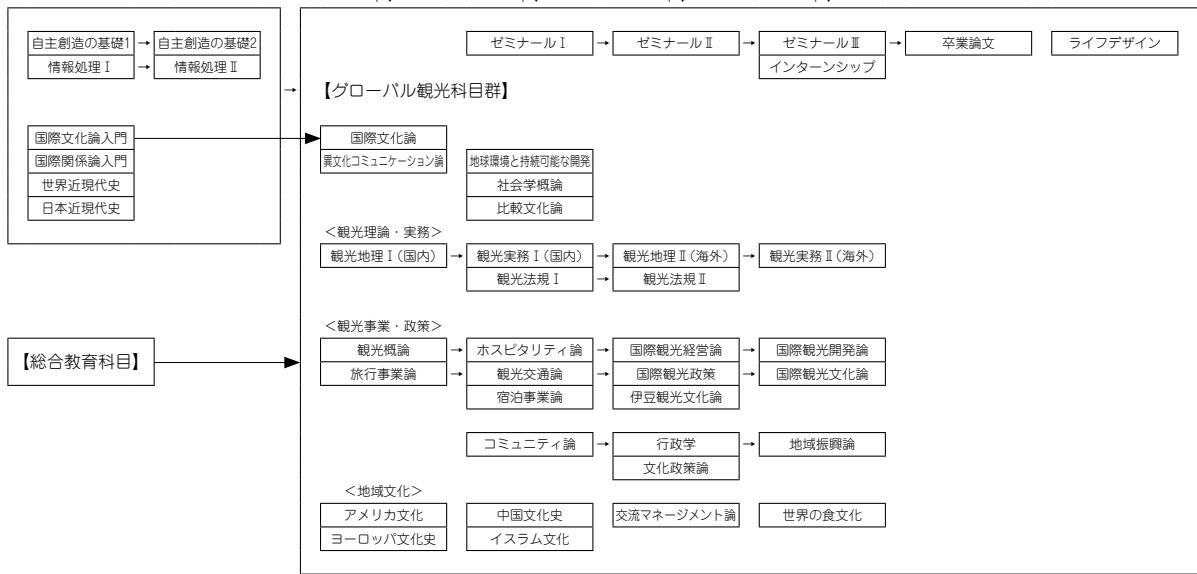 自主創造の基礎1 → 自主創造の基礎2
情報処理Ⅰ → 情報処理Ⅱ
国際文化論入門
国際関係論入門
世界近現代史
日本近現代史
【総合教育科目】
ゼミナールⅠ → ゼミナールⅡ → ゼミナールⅢ → 卒業論文 ライフデザイン
インターンシップ
【グローバル観光科目群】
国際文化論
異文化コミュニケーション論 地球環境と持続可能な開発
社会学概論
比較文化論
＜観光理論・実務＞
観光地理Ⅰ(国内) → 観光実務Ⅰ(国内) → 観光地理Ⅱ(海外) → 観光実務Ⅱ(海外)
観光法規Ⅰ → 観光法規Ⅱ
＜観光事業・政策＞
観光概論 → ホスピタリティ論 → 国際観光経営論 → 国際観光開発論
旅行事業論 → 観光交通論 → 国際観光政策 → 国際観光文化論
宿泊事業論 伊豆観光文化論
コミュニティ論 → 行政学 → 地域振興論
文化政策論
＜地域文化＞
アメリカ文化 中国文化史 交流マネージメント論 世界の食文化
ヨーロッパ文化史 イスラム文化